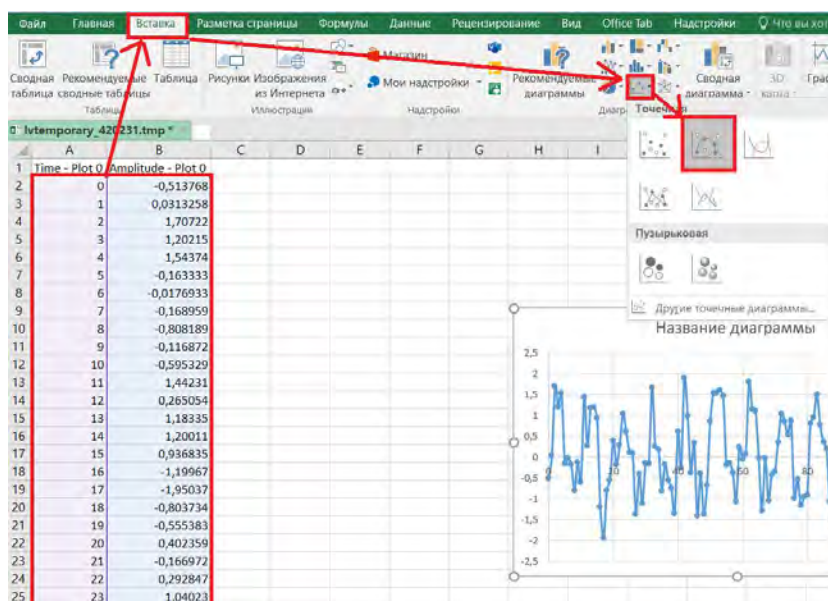 Файл Главная Вставка Разметка страницы Формулы Данные Рецензирование Вид Office Tab Надстройки Что вы
Сводная таблица
Рекомендуемые сводные таблицы
Таблица
Рисунки
Изображения из Интернета
Магазин
Мои надстройки
Рекомендуемые диаграммы
Сводная диаграмма
3D
Таблицы Иллюстрации Надстройки
Точечная
Пузырьковая
Другие точечные диаграммы...
lvtemporary_420231.tmp *
A B C D E F G H I
1 Time - Plot 0 Amplitude - Plot 0
2 0 -0,513768
3 1 0,0313258
4 2 1,70722
5 3 1,20215
6 4 1,54374
7 5 -0,163333
8 6 -0,0176933
9 7 -0,168959
10 8 -0,808189
11 9 -0,116872
12 10 -0,595329
13 11 1,44231
14 12 0,265054
15 13 1,18335
16 14 1,20011
17 15 0,936835
18 16 -1,19967
19 17 -1,95037
20 18 -0,803734
21 19 -0,555383
22 20 0,402359
23 21 -0,166972
24 22 0,292847
25 23 1,04023
Название диаграммы
2,5
2
1,5
1
0,5
0
-0,5
-1
-1,5
-2
-2,5
20 40 60 80